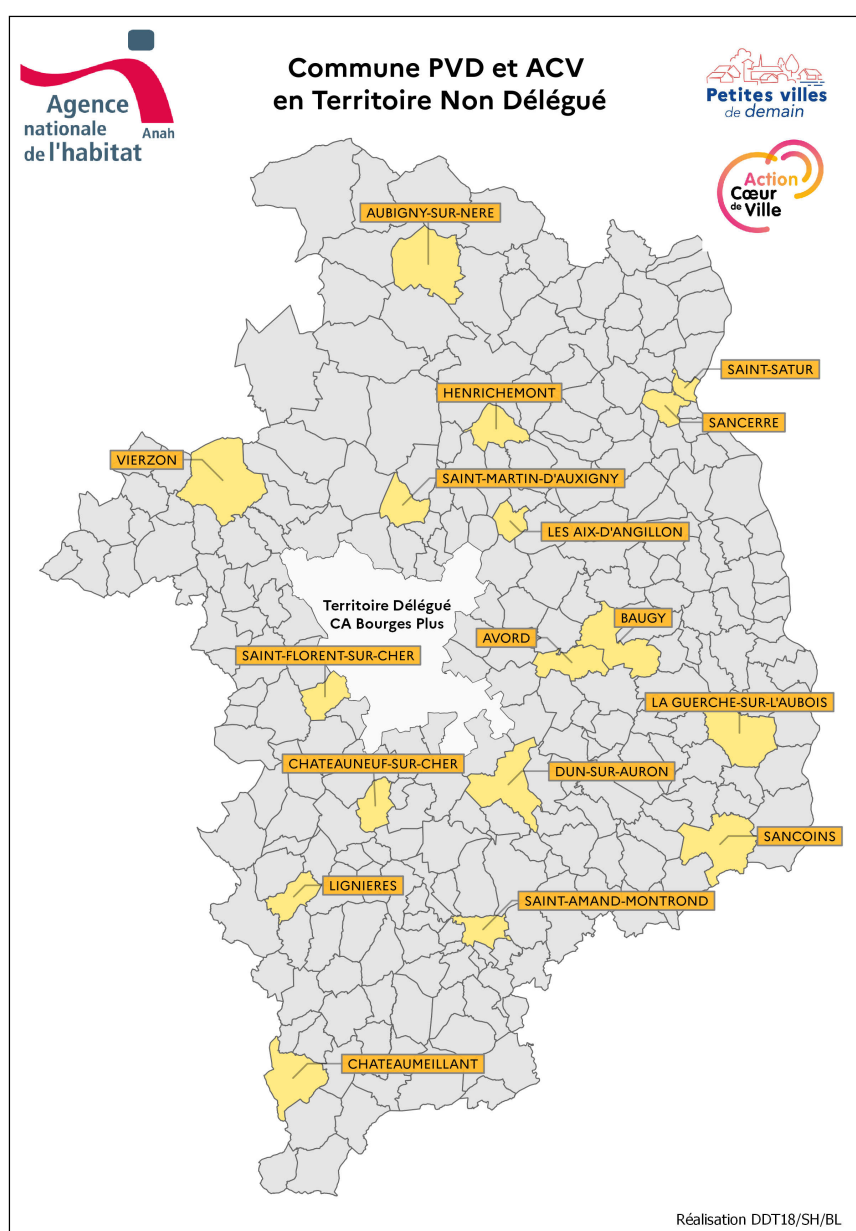 Agence
nationale
de l'habitat
Anah
Commune PVD et ACV
en Territoire Non Délégué
Petites villes
de demain
Action
Cœur
de Ville
AUBIGNY-SUR-NERE
SAINT-SATUR
HENRICHEMONT
SANCERRE
VIERZON
SAINT-MARTIN-D'AUXIGNY
LES AIX-D'ANGILLON
Territoire Délégué
CA Bourges Plus
BAUGY
AVORD
SAINT-FLORENT-SUR-CHER
LA GUERCHE-SUR-L'AUBOIS
CHATEAUNEUF-SUR-CHER
DUN-SUR-AURON
SANCOINS
LIGNIERES
SAINT-AMAND-MONTROND
CHATEAUMEILLANT
Réalisation DDT18/SH/BL